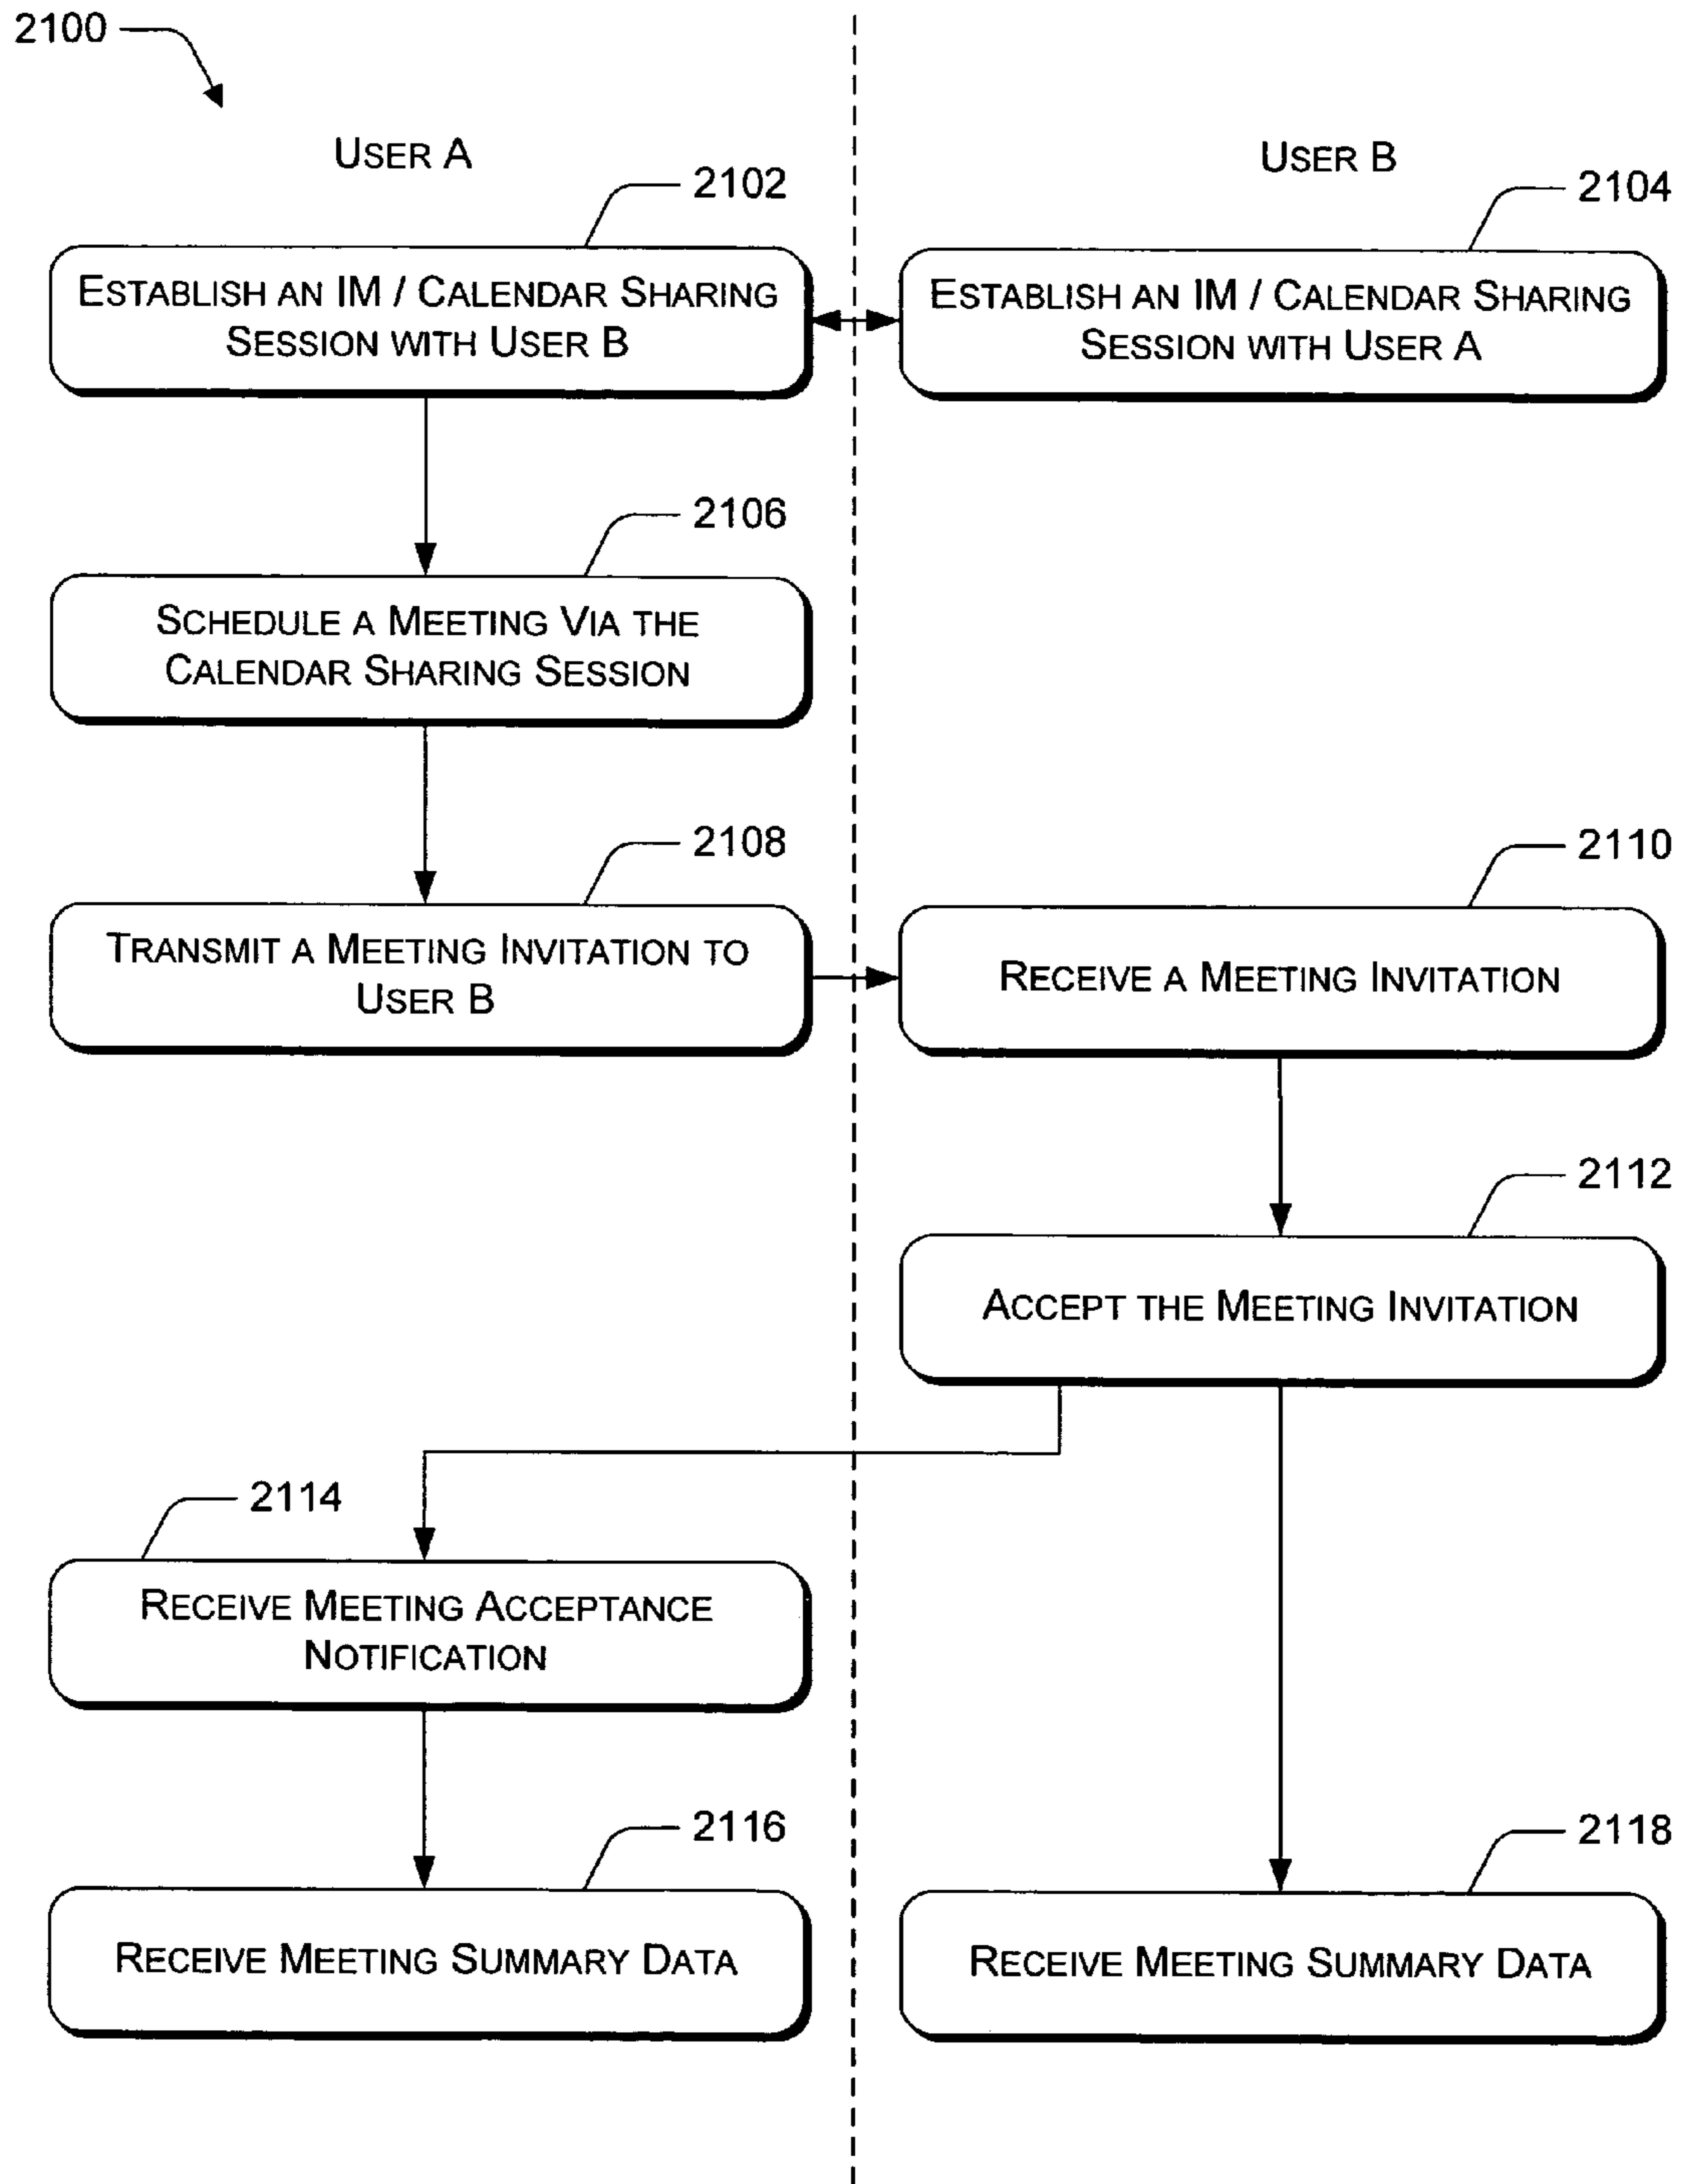 2100
USER A
USER B
2102
2104
ESTABLISH AN IM / CALENDAR SHARING
SESSION WITH USER B
ESTABLISH AN IM / CALENDAR SHARING
SESSION WITH USER A
2106
SCHEDULE A MEETING VIA THE
CALENDAR SHARING SESSION
2108
2110
TRANSMIT A MEETING INVITATION TO
USER B
RECEIVE A MEETING INVITATION
2112
ACCEPT THE MEETING INVITATION
2114
RECEIVE MEETING ACCEPTANCE
NOTIFICATION
2116
2118
RECEIVE MEETING SUMMARY DATA
RECEIVE MEETING SUMMARY DATA